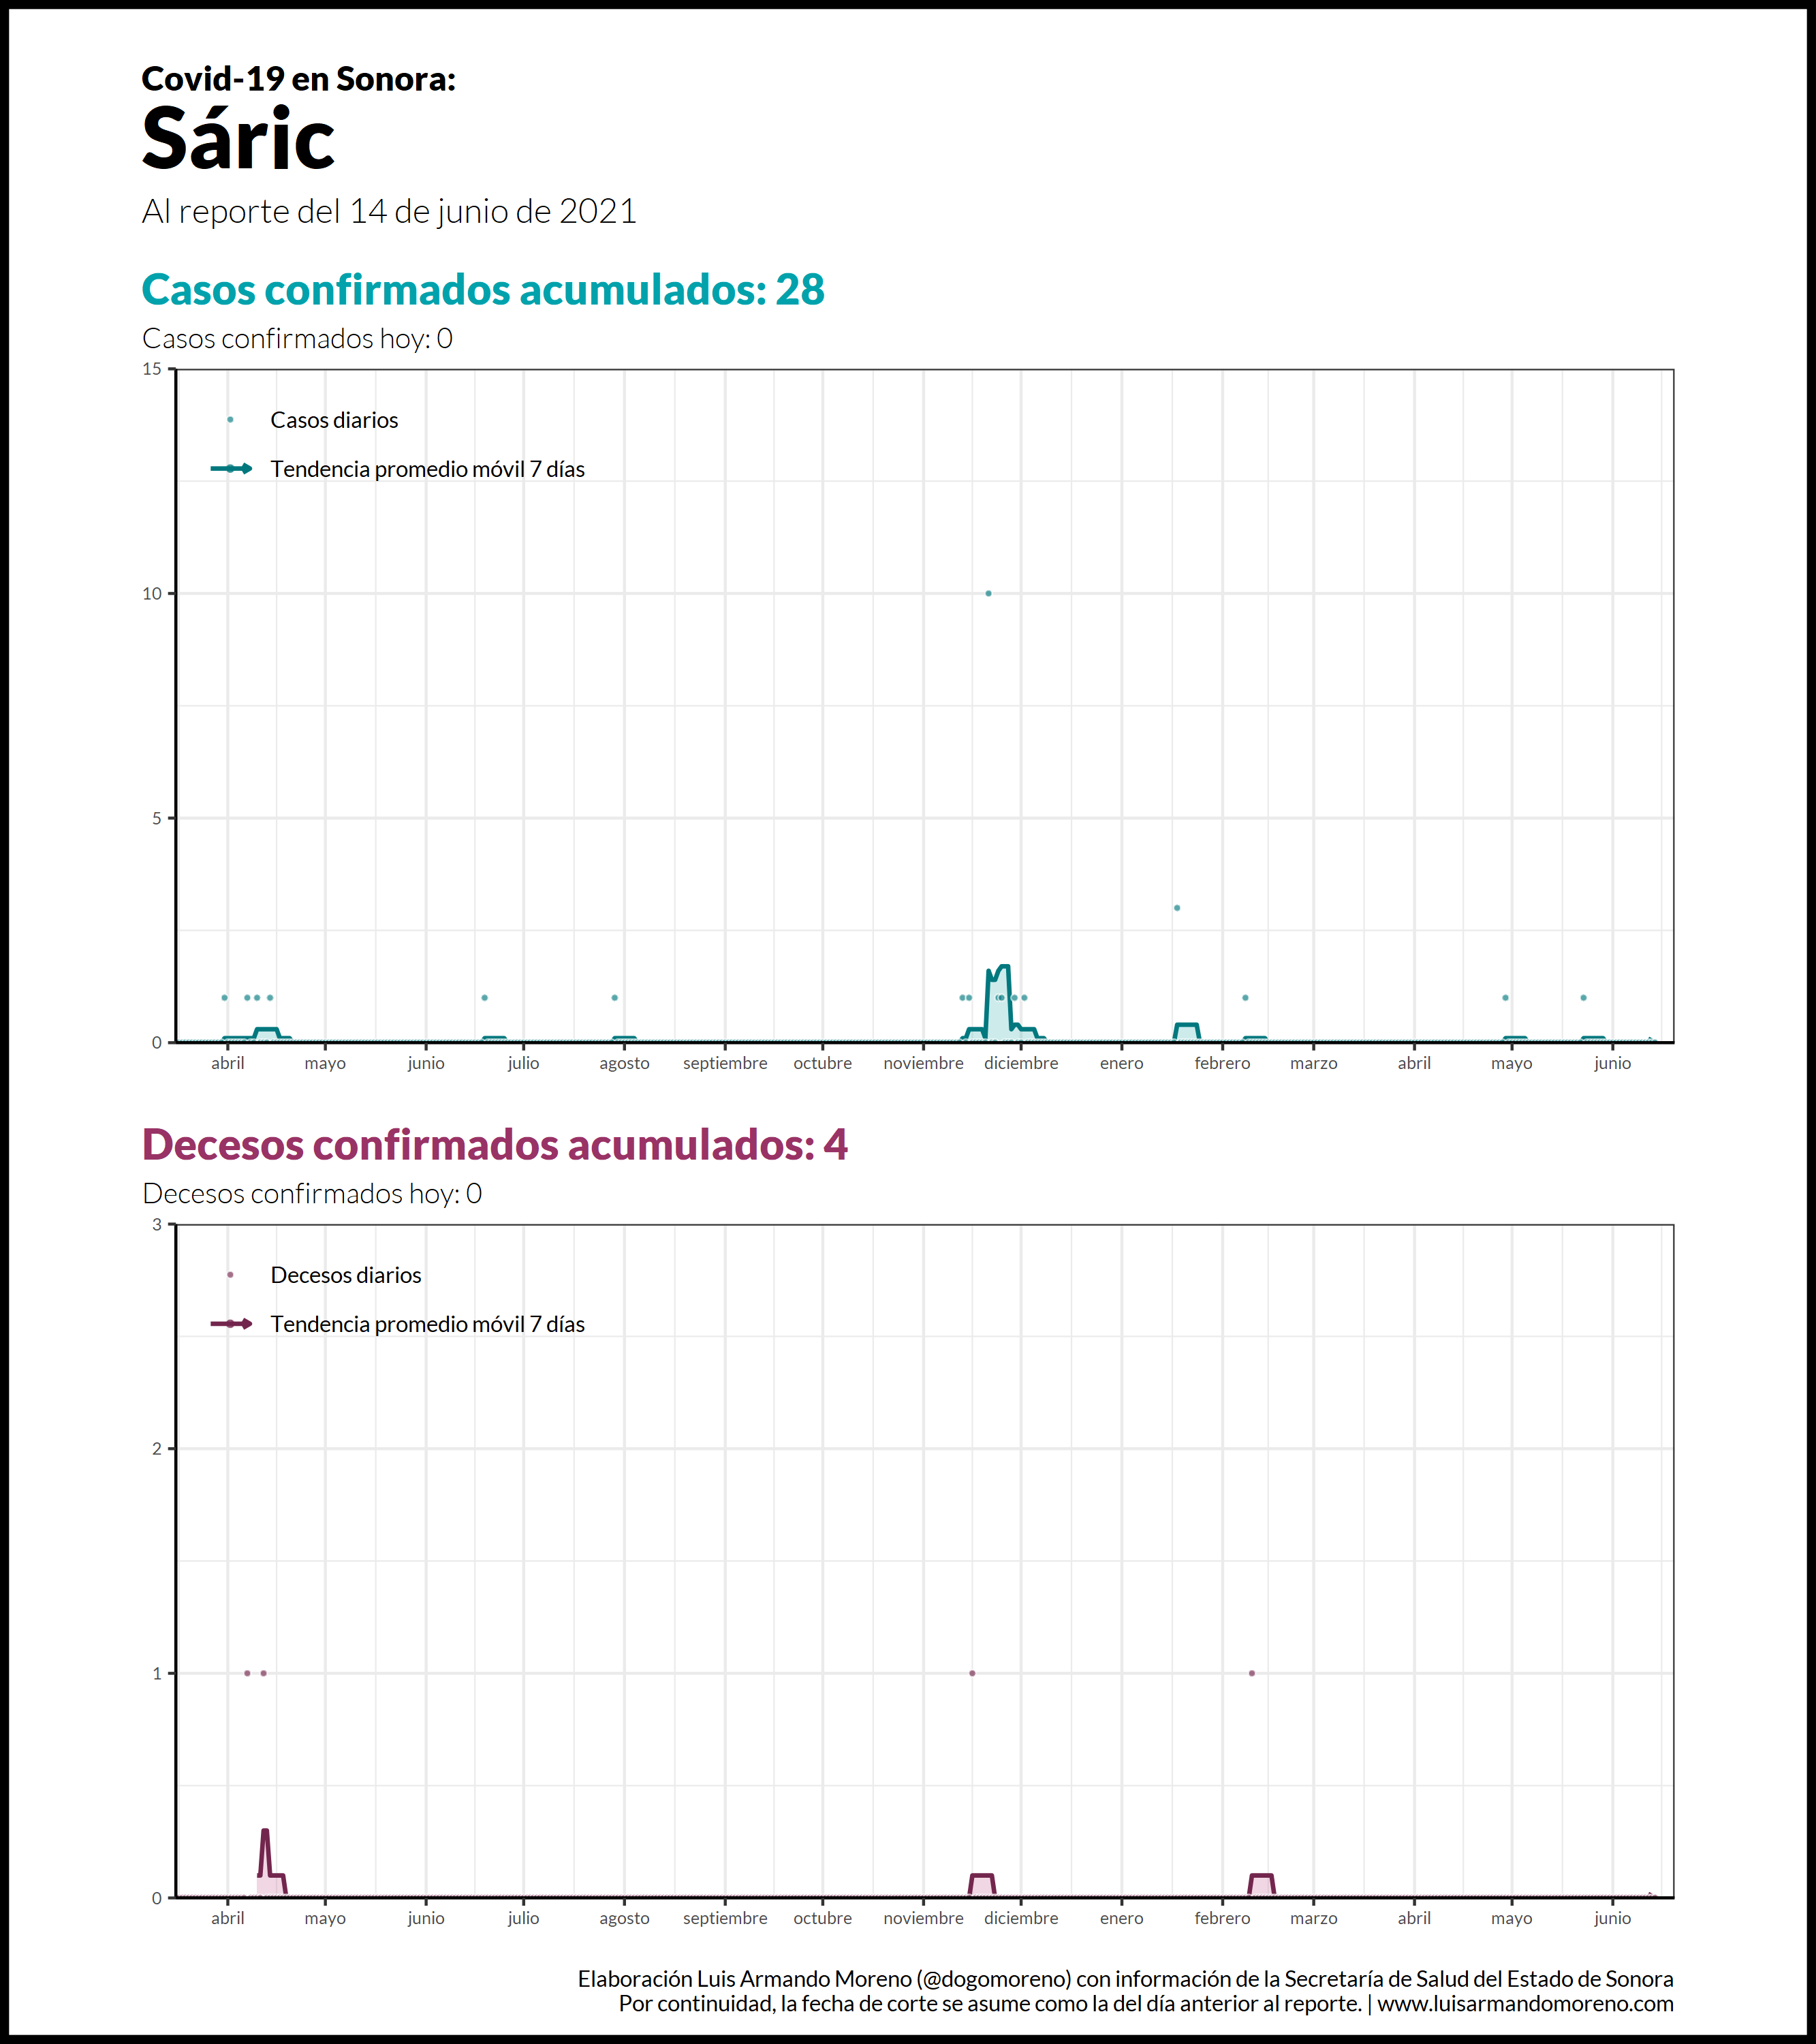 Covid-19 en Sonora:
Sáric
Al reporte del 14 de junio de 2021
Casos confirmados acumulados: 28
Casos confirmados hoy: 0
15
Casos diarios
Tendencia promedio móvil 7 días
10
5
0
abril mayo junio julio agosto septiembre octubre noviembre diciembre enero febrero marzo abril mayo junio
Decesos confirmados acumulados: 4
Decesos confirmados hoy: 0
3
Decesos diarios
Tendencia promedio móvil 7 días
2
1
0
abril mayo junio julio agosto septiembre octubre noviembre diciembre enero febrero marzo abril mayo junio
Elaboración Luis Armando Moreno (@dogomoreno) con información de la Secretaría de Salud del Estado de Sonora
Por continuidad, la fecha de corte se asume como la del día anterior al reporte. | www.luisarmandomoreno.com